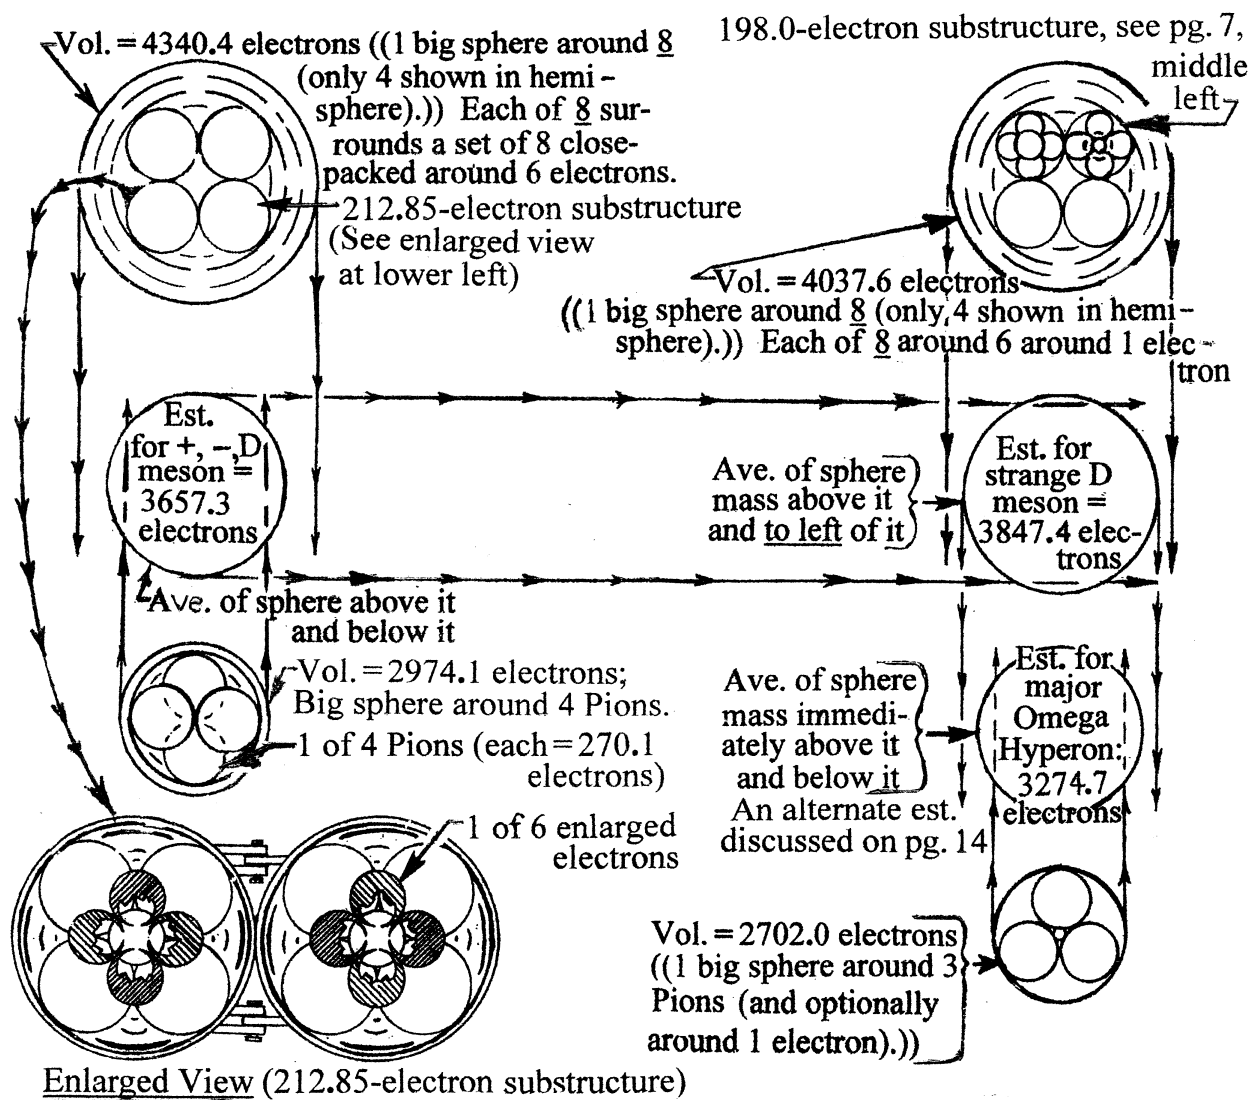 Vol. = 4340.4 electrons ((1 big sphere around 8
(only 4 shown in hemi-
sphere).)) Each of 8 sur-
rounds a set of 8 close-
packed around 6 electrons.
212.85-electron substructure
(See enlarged view
at lower left)
198.0-electron substructure, see pg. 7,
middle
left
Vol. = 4037.6 electrons
((1 big sphere around 8 (only 4 shown in hemi-
sphere).)) Each of 8 around 6 around 1 elec-
tron
Est.
for +, -, D
meson =
3657.3
electrons
Ave. of sphere above it
and below it
Ave. of sphere
mass above it
and to left of it
Est. for
strange D
meson =
3847.4 elec-
trons
Vol. = 2974.1 electrons;
Big sphere around 4 Pions.
1 of 4 Pions (each = 270.1
electrons)
Ave. of sphere
mass immedi-
ately above it
and below it
An alternate est.
discussed on pg. 14
Est. for
major
Omega
Hyperon:
3274.7
electrons
1 of 6 enlarged
electrons
Vol. = 2702.0 electrons
((1 big sphere around 3
Pions (and optionally
around 1 electron).))
Enlarged View (212.85-electron substructure)